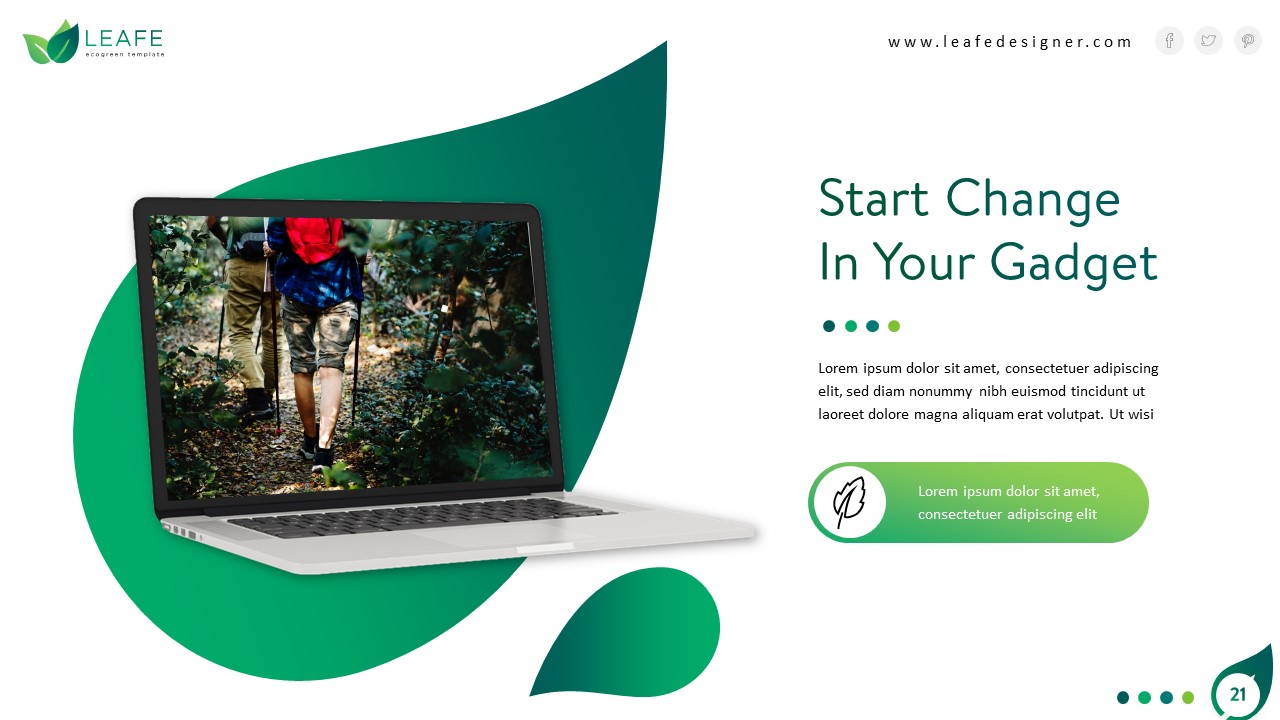 LEAFE
ecogreen template
www.leafedesigner.com
Start Change
In Your Gadget
Lorem ipsum dolor sit amet, consectetuer adipiscing
elit, sed diam nonummy nibh euismod tincidunt ut
laoreet dolore magna aliquam erat volutpat. Ut wisi
Lorem ipsum dolor sit amet,
consectetuer adipiscing elit
21